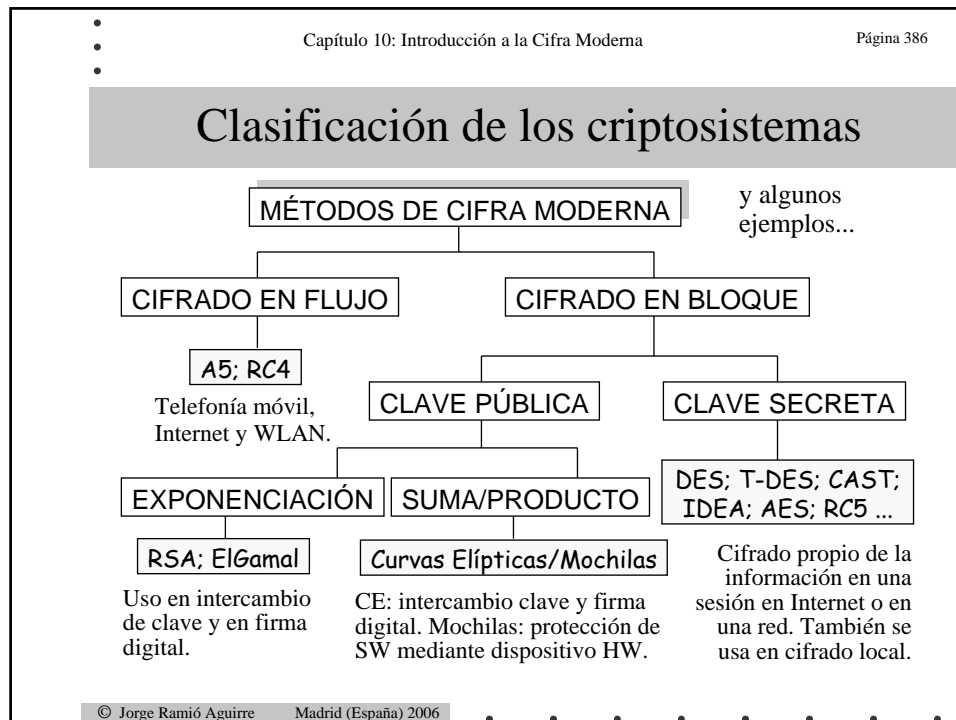 Capítulo 10: Introducción a la Cifra Moderna
Página 386
Clasificación de los criptosistemas
MÉTODOS DE CIFRA MODERNA
y algunos
ejemplos...
CIFRADO EN FLUJO
CIFRADO EN BLOQUE
A5; RC4
Telefonía móvil,
Internet y WLAN.
CLAVE PÚBLICA
CLAVE SECRETA
EXPONENCIACIÓN
SUMA/PRODUCTO
DES; T-DES; CAST;
IDEA; AES; RC5 ...
RSA; ElGamal
Curvas Elípticas/Mochilas
Uso en intercambio
de clave y en firma
digital.
CE: intercambio clave y firma
digital. Mochilas: protección de
SW mediante dispositivo HW.
Cifrado propio de la
información en una
sesión en Internet o en
una red. También se
usa en cifrado local.
© Jorge Ramió Aguirre Madrid (España) 2006